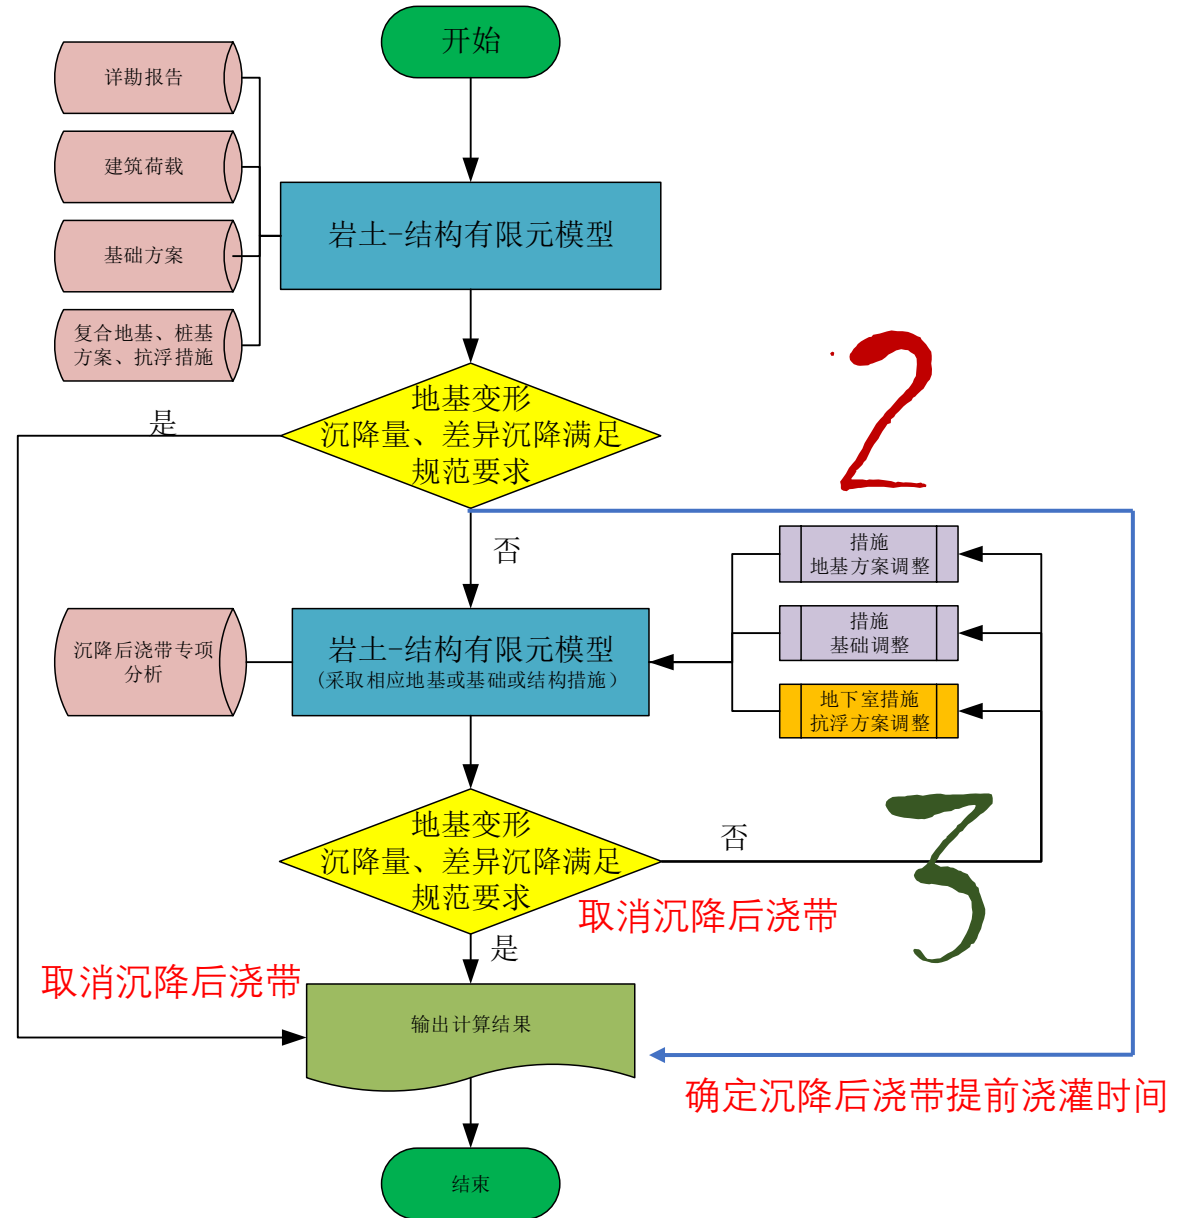 开始
详勘报告
建筑荷载
基础方案
复合地基、桩基
方案、抗浮措施
岩土-结构有限元模型
地基变形
沉降量、差异沉降满足
规范要求
是
2
否
措施
地基方案调整
措施
基础调整
地下室措施
抗浮方案调整
沉降后浇带专项
分析
岩土-结构有限元模型
(采取相应地基或基础或结构措施)
地基变形
沉降量、差异沉降满足
规范要求
否
3
取消沉降后浇带
是
取消沉降后浇带
输出计算结果
确定沉降后浇带提前浇灌时间
结束